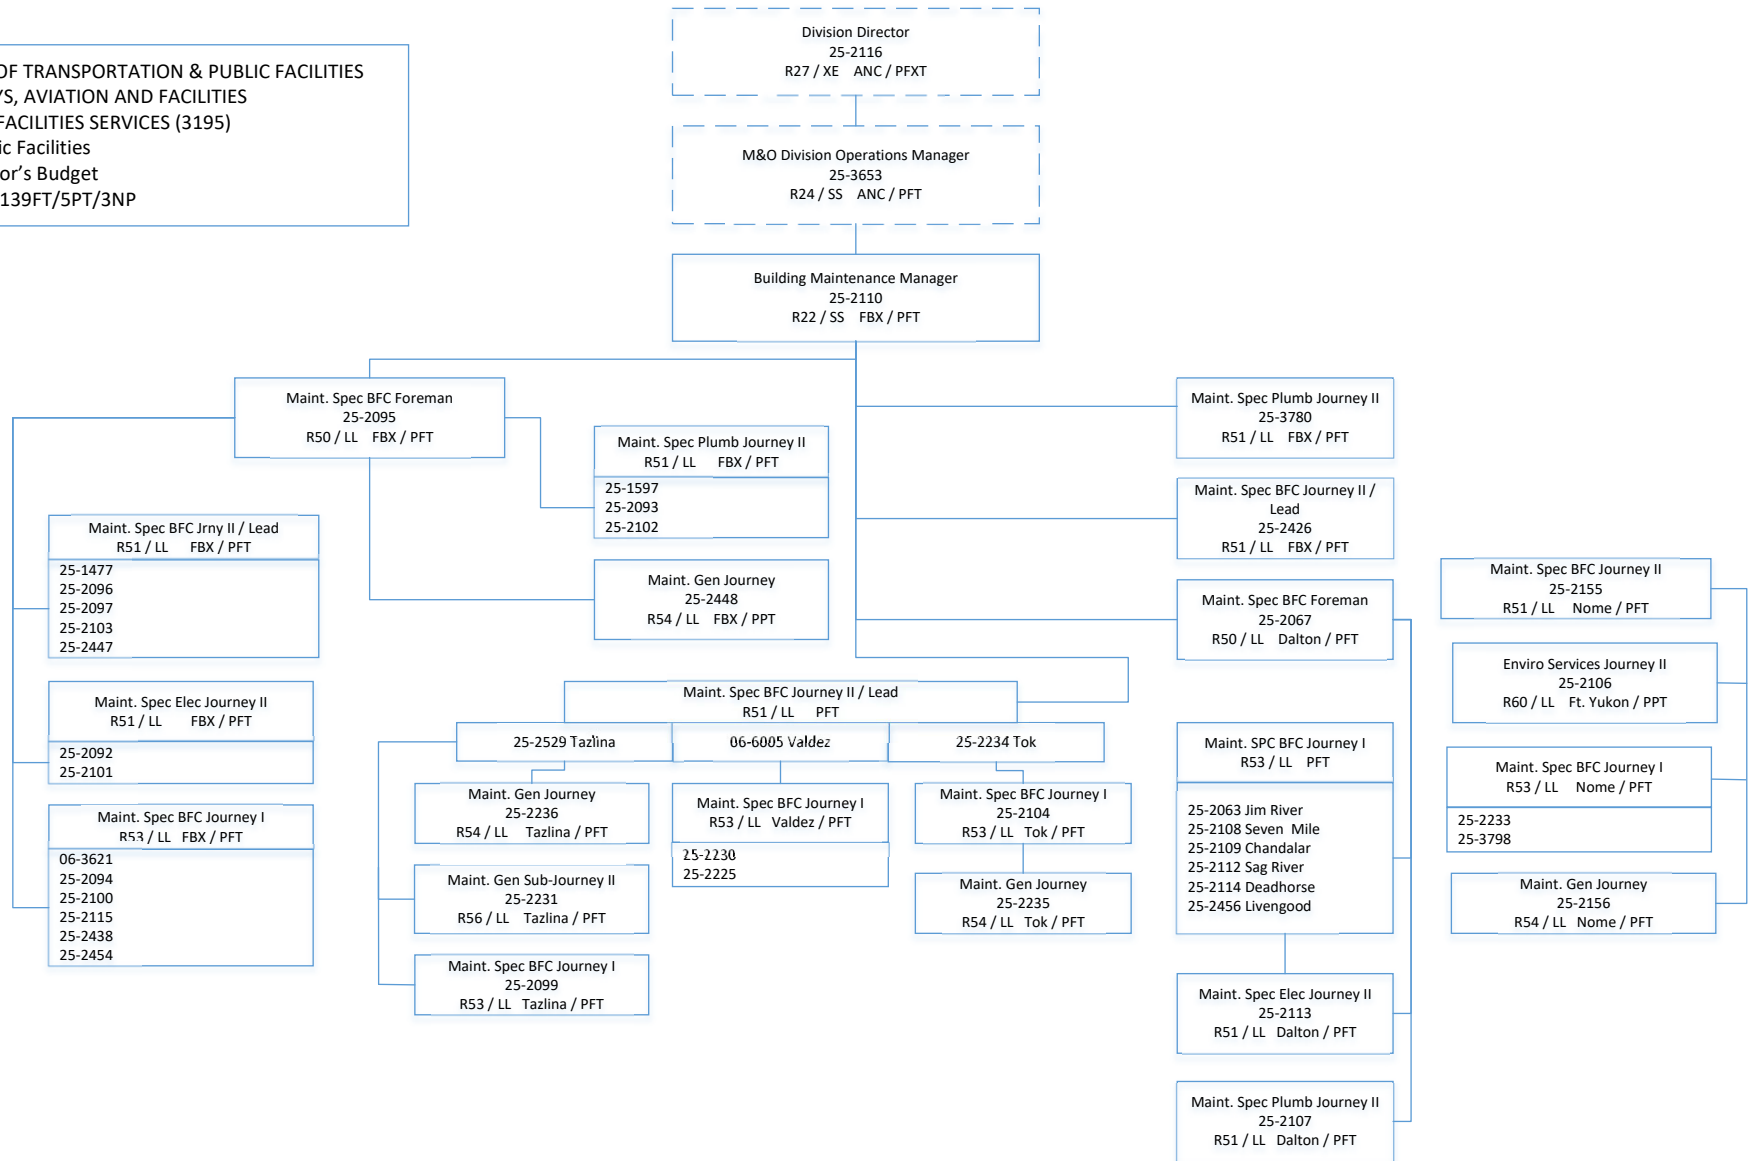 Division Director
25-2116
R27 / XE ANC / PFXT
OF TRANSPORTATION & PUBLIC FACILITIES
AVIATION AND FACILITIES
FACILITIES SERVICES (3195)
Facilities
Budget
139FT/5PT/3NP
M&O Division Operations Manager
25-3653
R24 / SS ANC / PFT
Building Maintenance Manager
25-2110
R22 / SS FBX / PFT
Maint. Spec BFC Foreman
25-2095
R50 / LL FBX / PFT
Maint. Spec Plumb Journey II
R51 / LL FBX / PFT
25-1597
25-2093
25-2102
Maint. Gen Journey
25-2448
R54 / LL FBX / PPT
Maint. Spec BFC Jrny II / Lead
R51 / LL FBX / PFT
25-1477
25-2096
25-2097
25-2103
25-2447
Maint. Spec Elec Journey II
R51 / LL FBX / PFT
25-2092
25-2101
Maint. Spec BFC Journey I
R53 / LL FBX / PFT
06-3621
25-2094
25-2100
25-2115
25-2438
25-2454
Maint. Spec BFC Journey II / Lead
R51 / LL PFT
25-2529 Tazlina
06-6005 Valdez
25-2234 Tok
Maint. Gen Journey
25-2236
R54 / LL Tazlina / PFT
Maint. Gen Sub-Journey II
25-2231
R56 / LL Tazlina / PFT
Maint. Spec BFC Journey I
25-2099
R53 / LL Tazlina / PFT
Maint. Spec BFC Journey I
R53 / LL Valdez / PFT
25-2230
25-2225
Maint. Spec BFC Journey I
25-2104
R53 / LL Tok / PFT
Maint. Gen Journey
25-2235
R54 / LL Tok / PFT
Maint. Spec Plumb Journey II
25-3780
R51 / LL FBX / PFT
Maint. Spec BFC Journey II /
Lead
25-2426
R51 / LL FBX / PFT
Maint. Spec BFC Foreman
25-2067
R50 / LL Dalton / PFT
Maint. SPC BFC Journey I
R53 / LL PFT
25-2063 Jim River
25-2108 Seven Mile
25-2109 Chandalar
25-2112 Sag River
25-2114 Deadhorse
25-2456 Livengood
Maint. Spec Elec Journey II
25-2113
R51 / LL Dalton / PFT
Maint. Spec Plumb Journey II
25-2107
R51 / LL Dalton / PFT
Maint. Spec BFC Journey II
25-2155
R51 / LL Nome / PFT
Enviro Services Journey II
25-2106
R60 / LL Ft. Yukon / PPT
Maint. Spec BFC Journey I
R53 / LL Nome / PFT
25-2233
25-3798
Maint. Gen Journey
25-2156
R54 / LL Nome / PFT